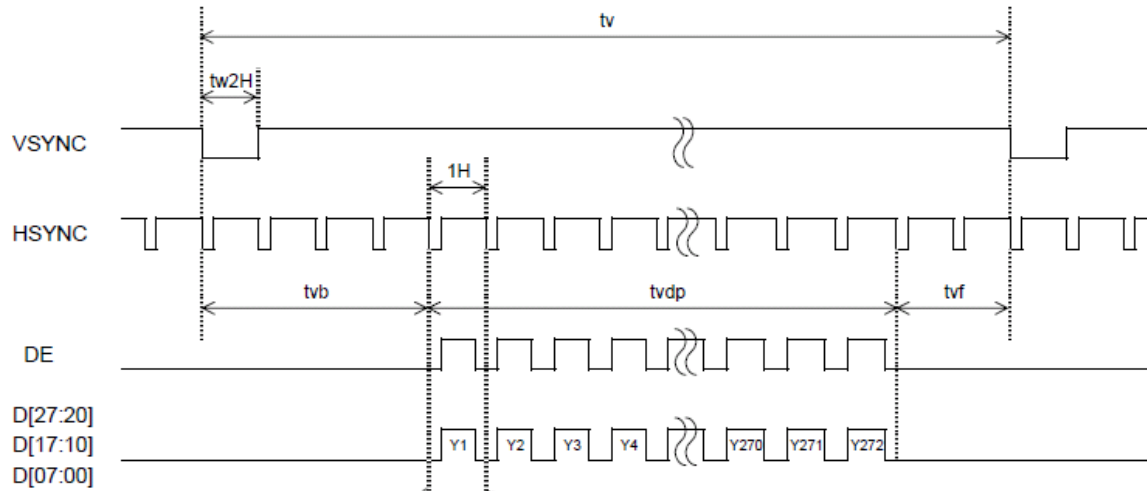 tv
tw2H
VSYNC
1H
HSYNC
tvb tvdp tvf
DE
D[27:20]
D[17:10] Y1 Y2 Y3 Y4 Y270 Y271 Y272
D[07:00]